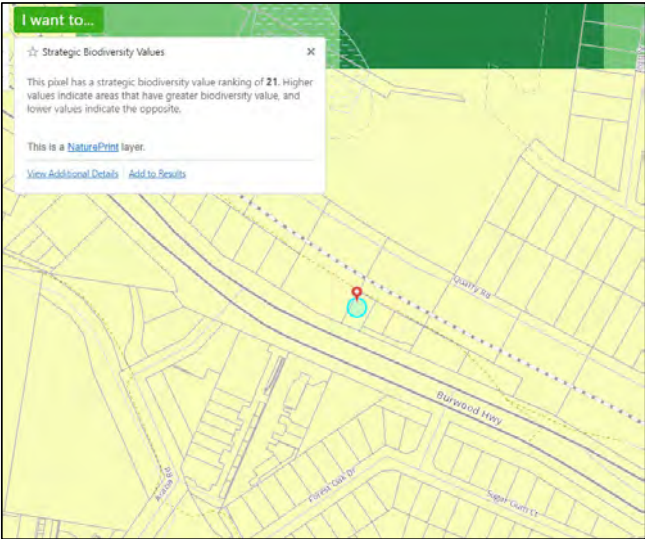 I want to...
Strategic Biodiversity Values
This pixel has a strategic biodiversity value ranking of 21. Higher
values indicate areas that have greater biodiversity value, and
lower values indicate the opposite.
This is a NaturePrint layer.
View Additional Details Add to Results
Quarry Rd
Burwood Hwy
Forest Oak Dr
Sugar Gum Ct